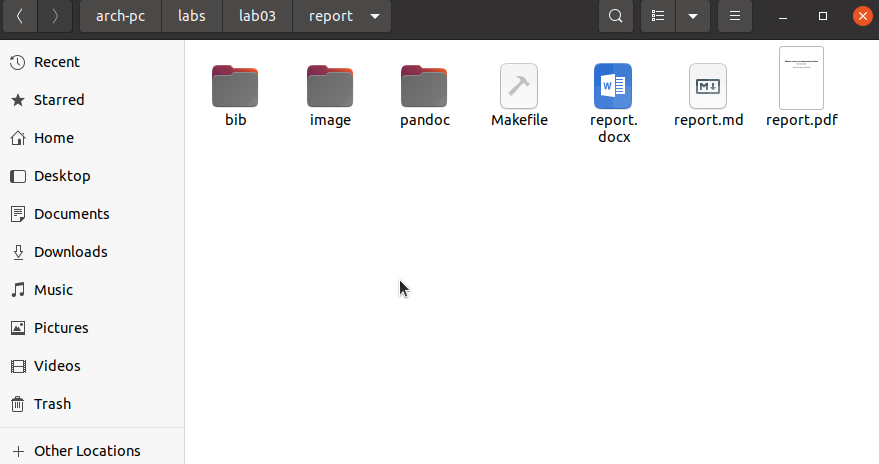 arch-pc labs lab03 report
Recent
Starred
Home
Desktop
Documents
Downloads
Music
Pictures
Videos
Trash
Other Locations
bib image pandoc Makefile report. report.md report.pdf
docx